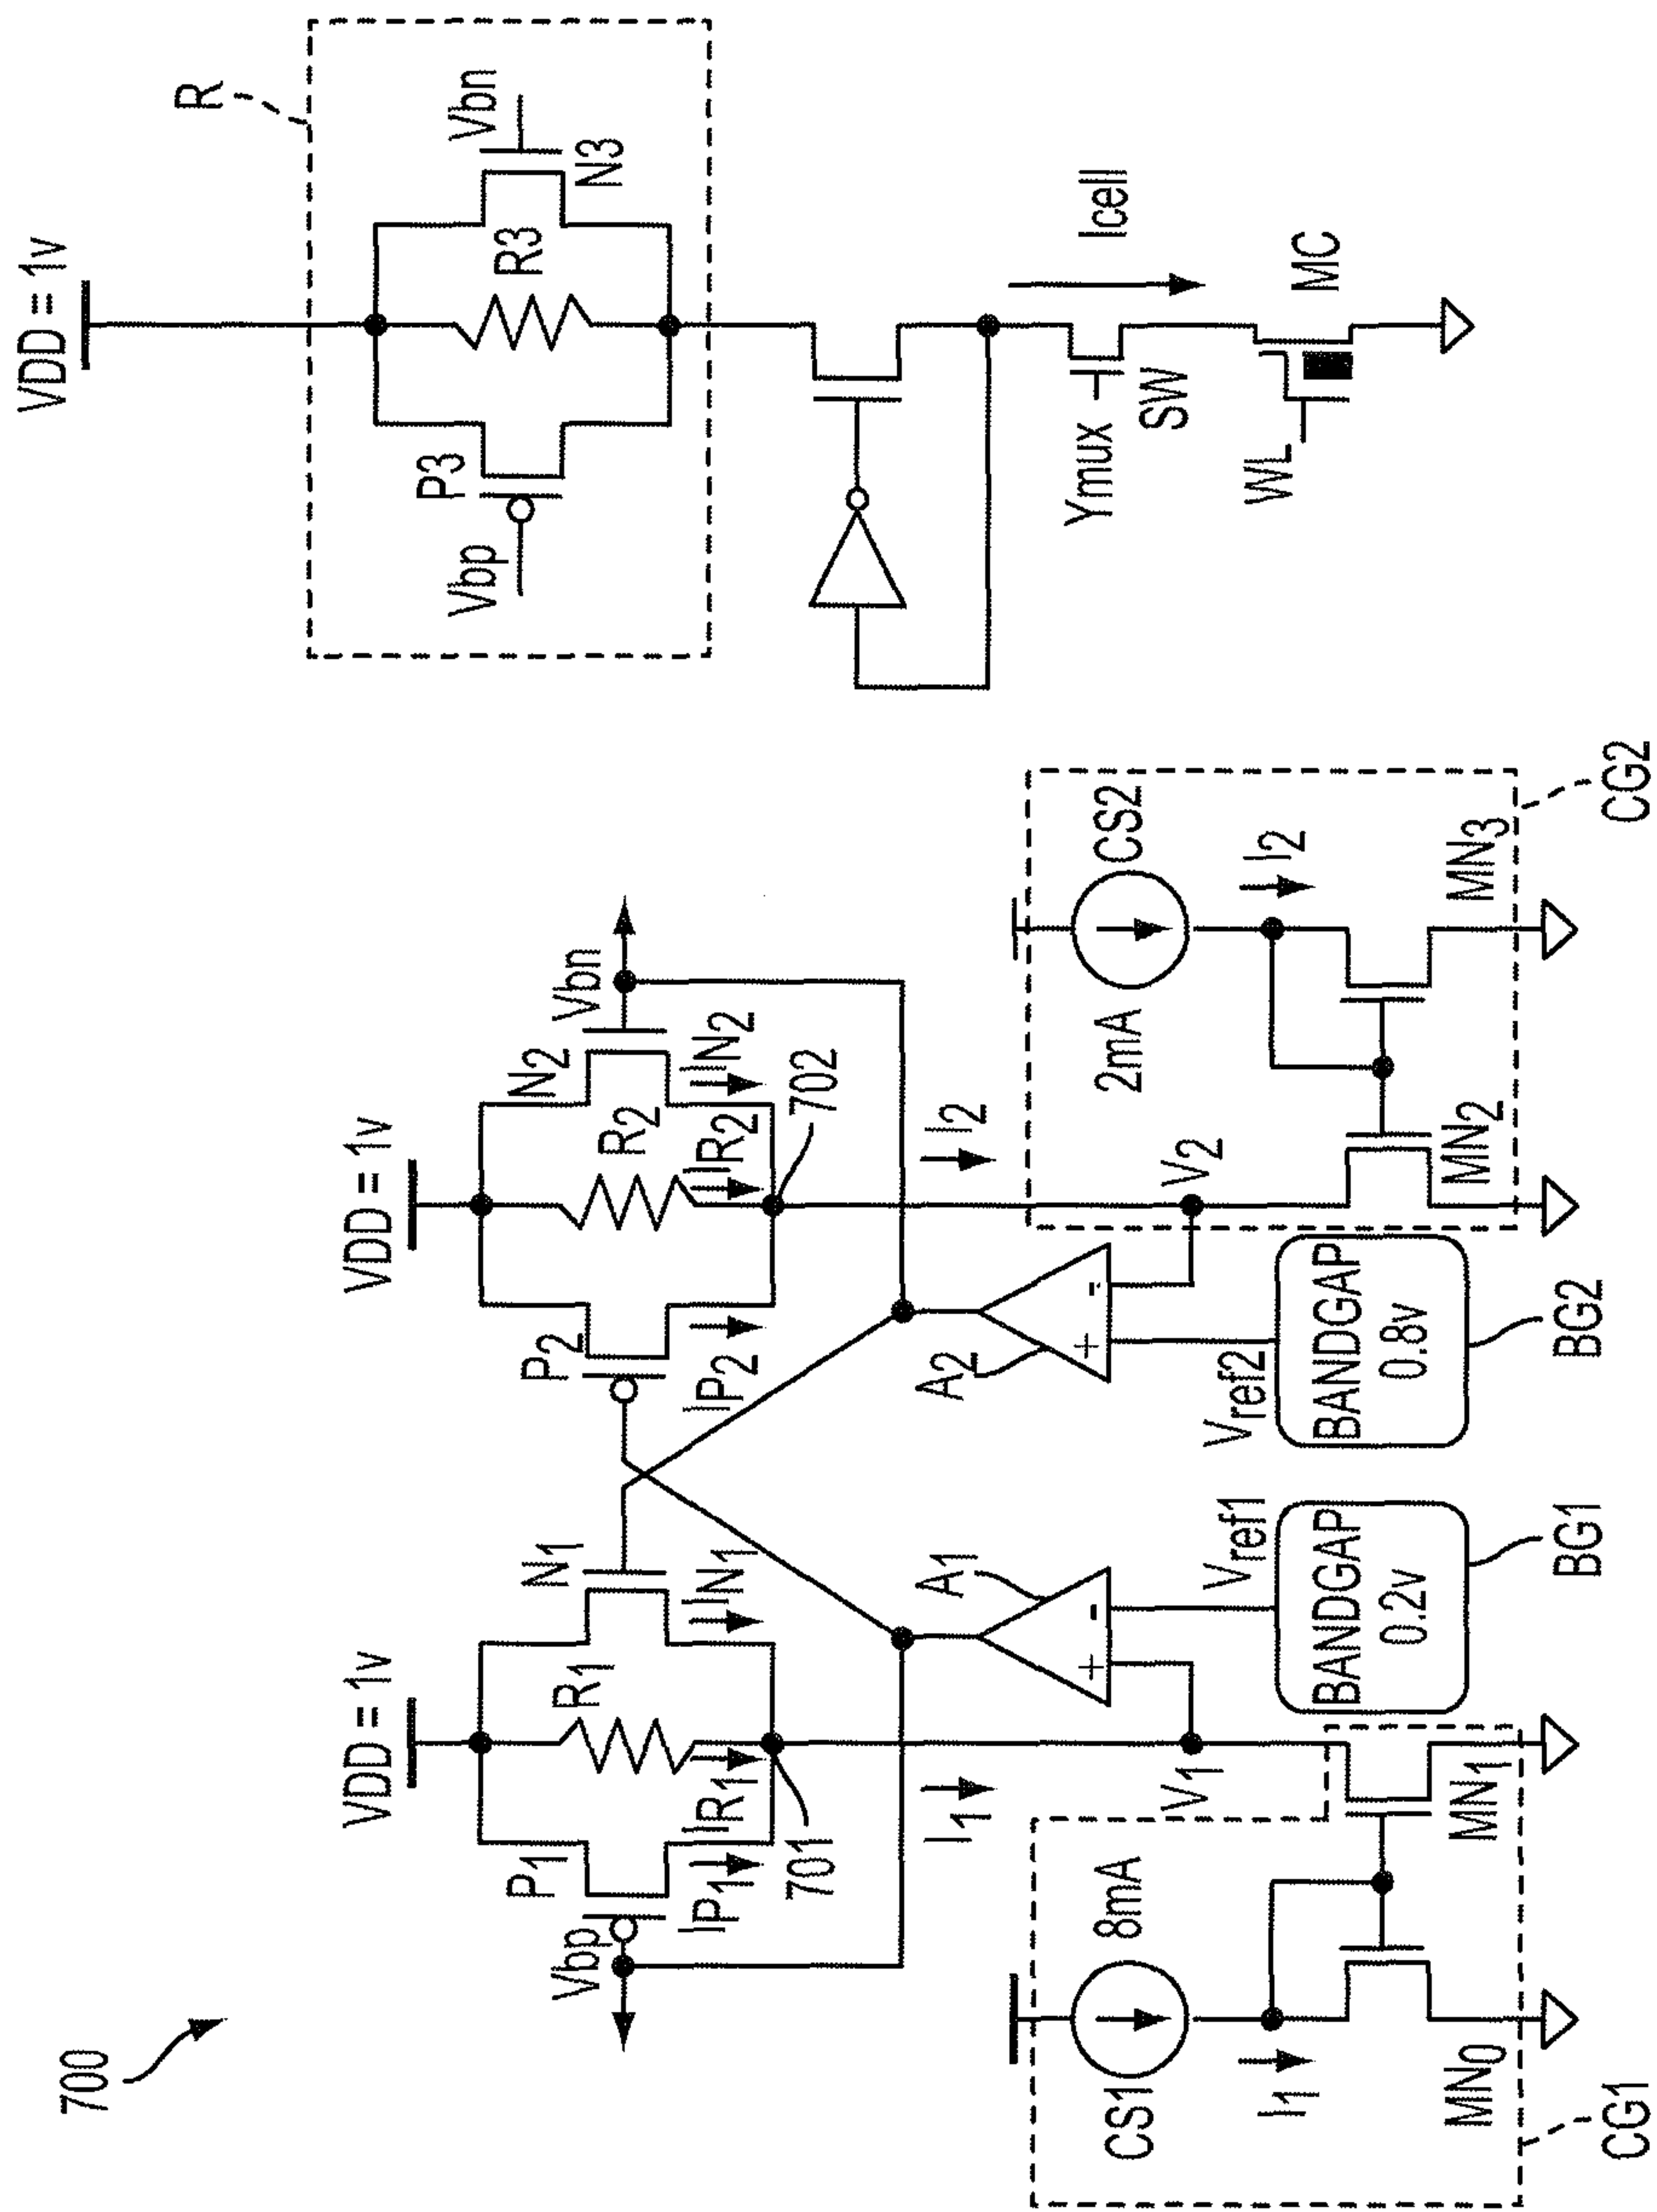 700
VDD = 1v
VDD = 1v
VDD = 1v
R
P1
R1
N1
P2
R2
N2
Vbp
Vbn
IP1
IR1
IN1
IP2
IR2
IN2
701
702
P3
R3
N3
Vbp
Vbn
I1
I2
A1
A2
V1
V2
Vref1
Vref2
BANDGAP
0.2v
BANDGAP
0.8v
BG1
BG2
CS1
8mA
I1
MN0
MN1
CG1
2mA
CS2
I2
MN2
MN3
CG2
Icell
Ymux
SW
WL
MC